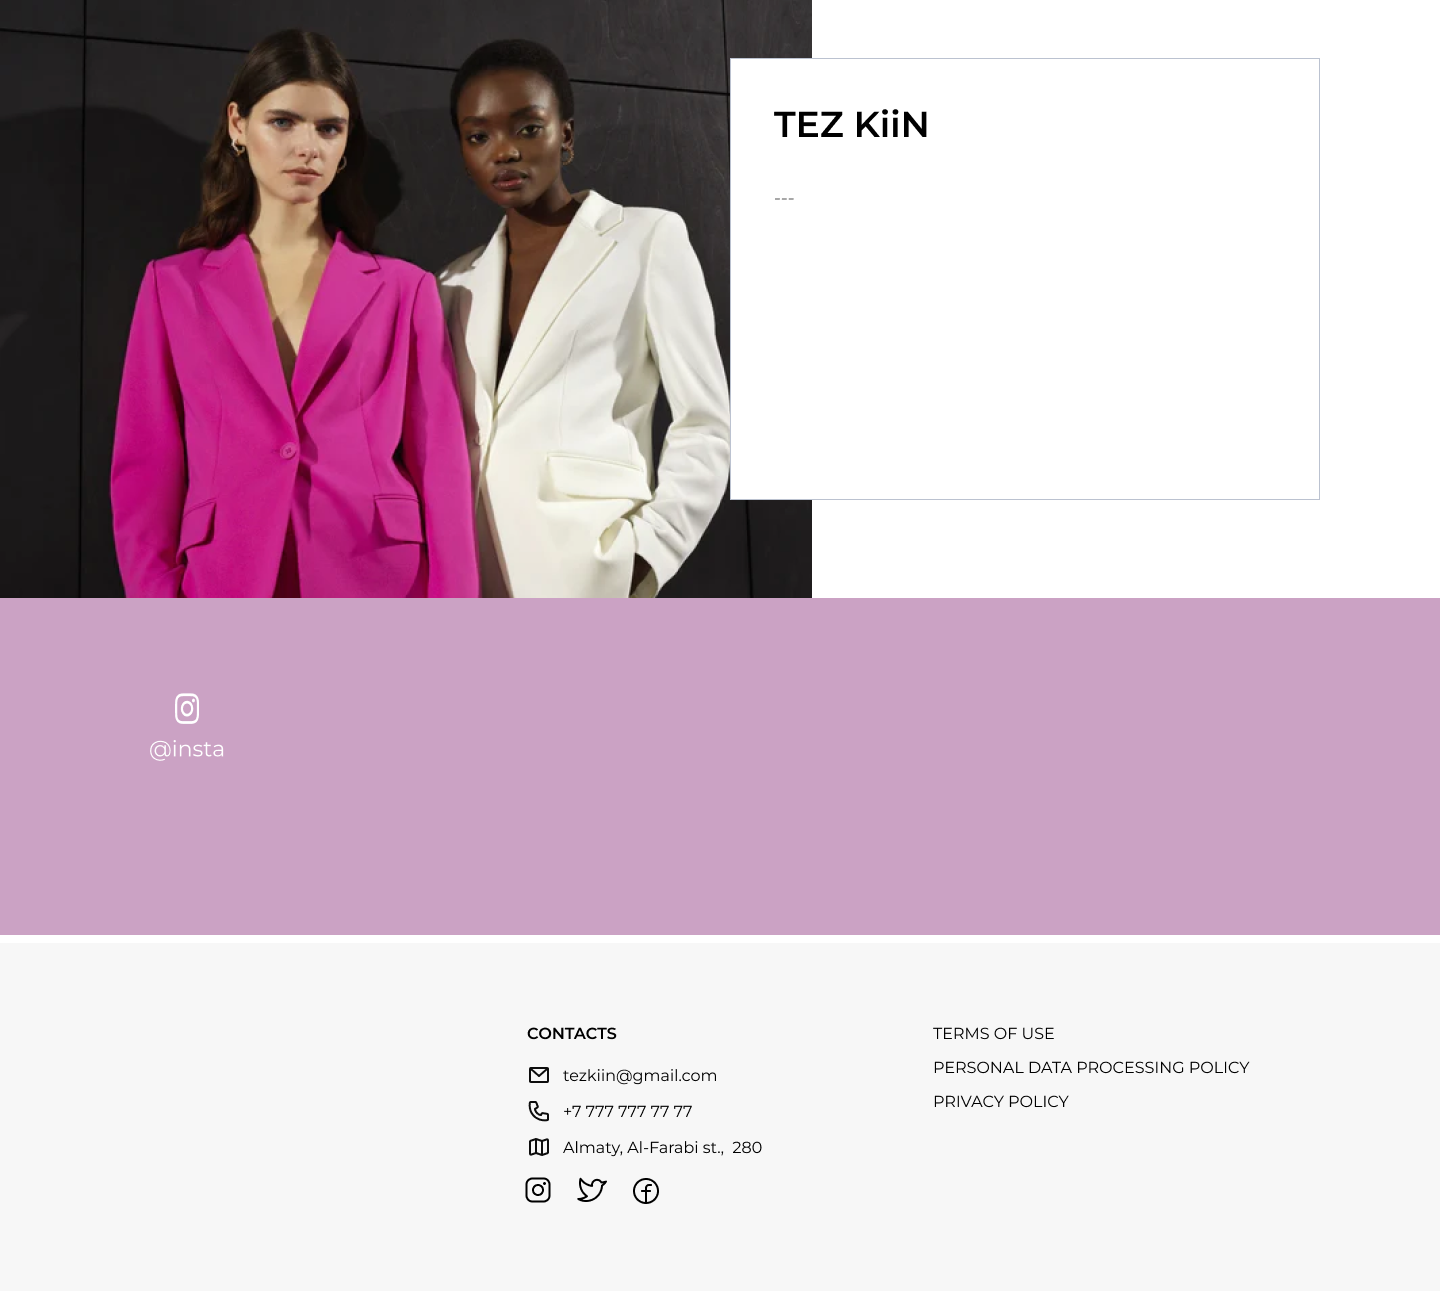 TEZ KiiN
---
@insta
CONTACTS
tezkiin@gmail.com
+7 777 777 77 77
Almaty, Al-Farabi st.,  280
TERMS OF USE
PERSONAL DATA PROCESSING POLICY
PRIVACY POLICY